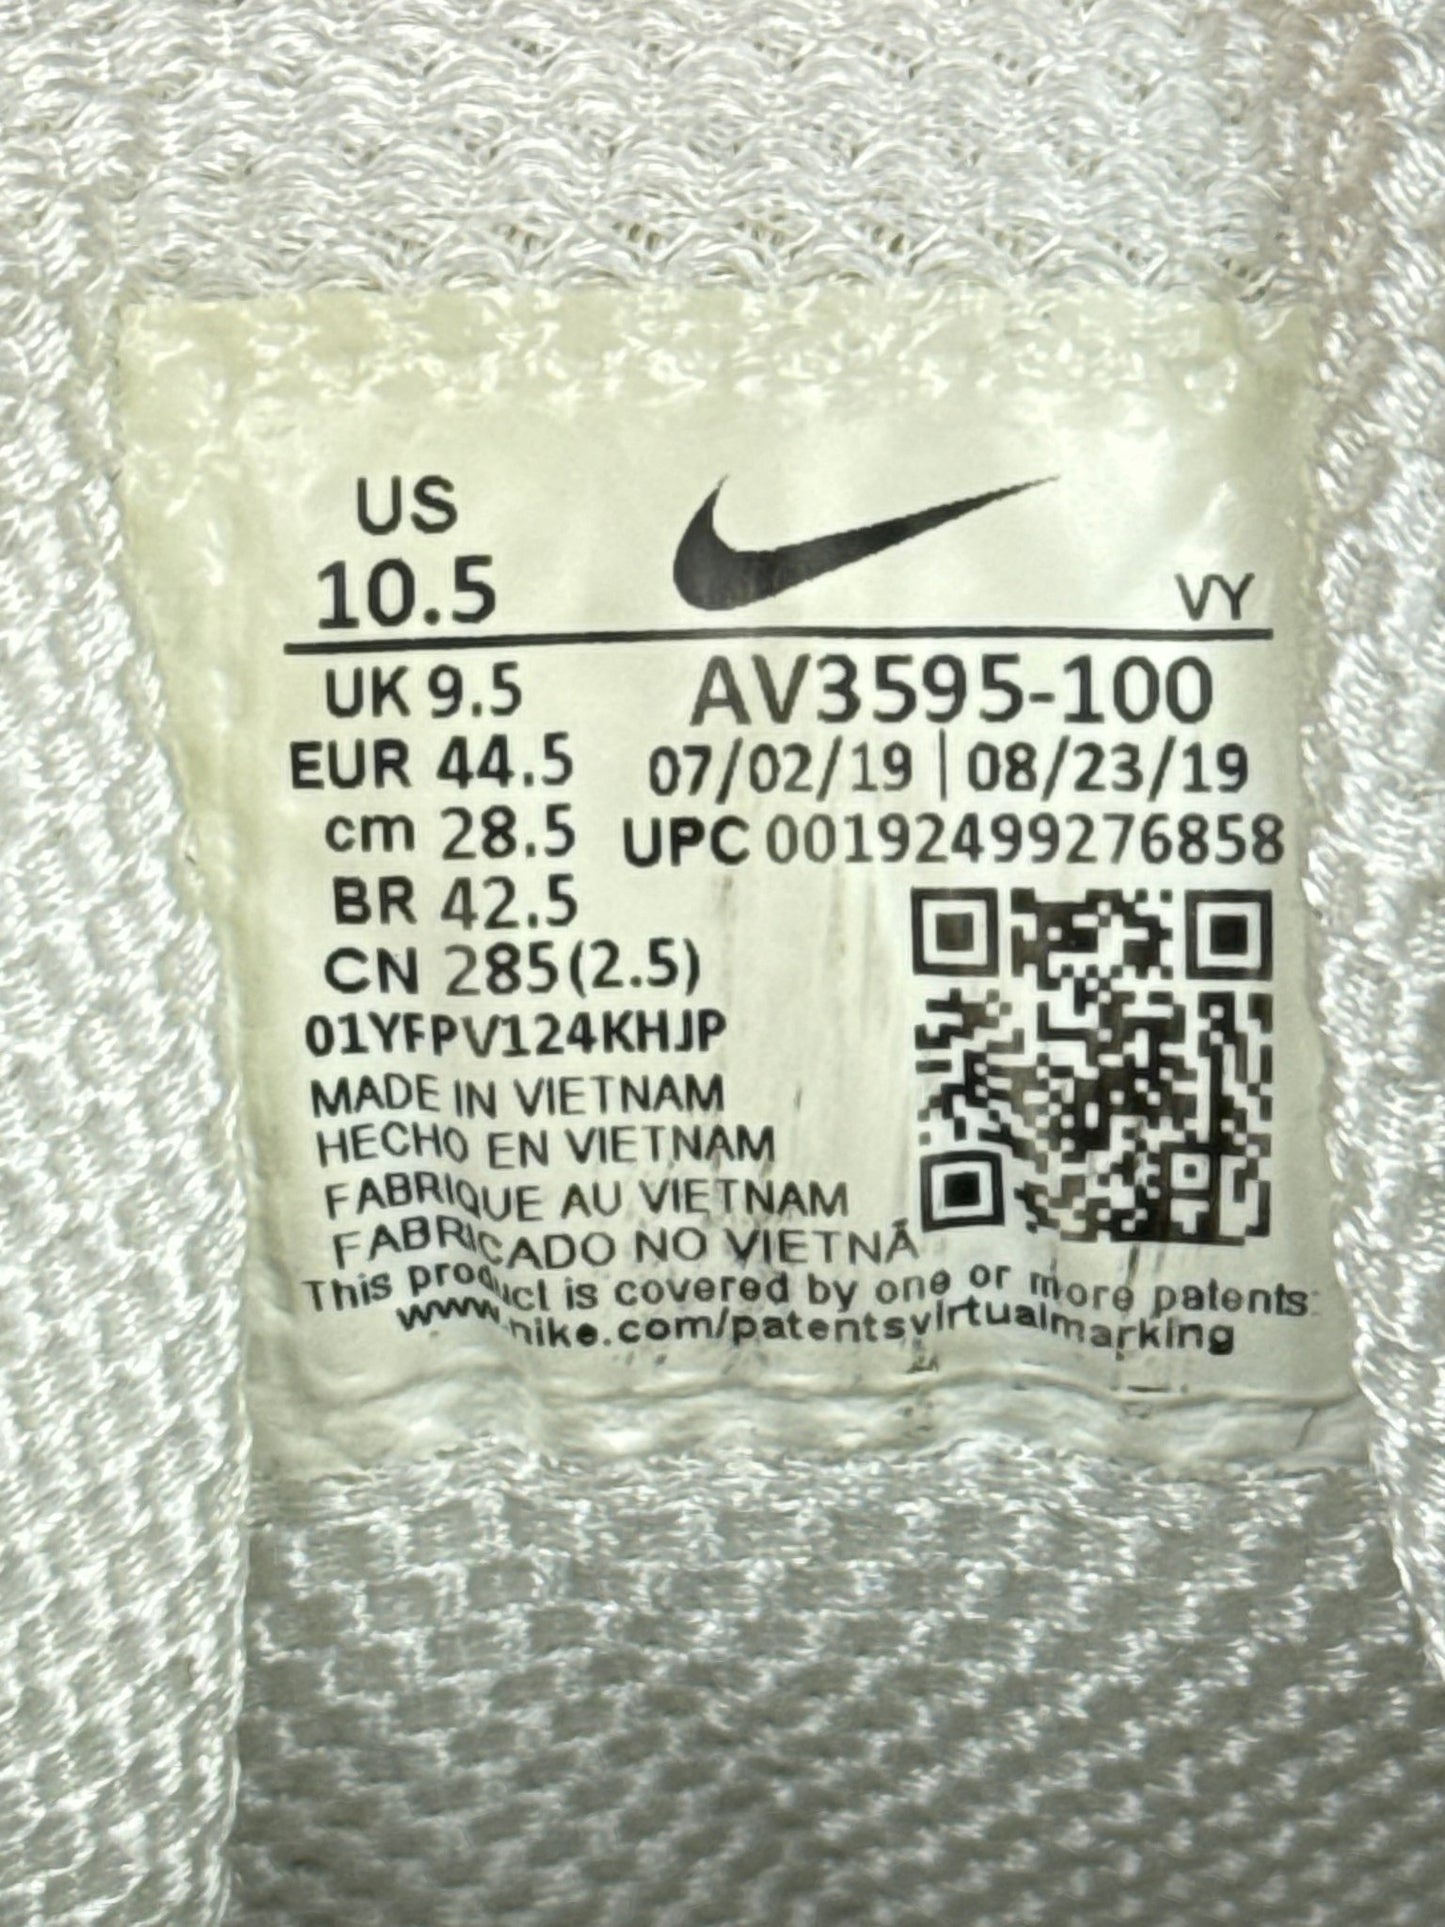 US
10.5
VY
UK 9.5
AV3595-100
EUR 44.5
07/02/19 | 08/23/19
cm 28.5
UPC 00192499276858
BR 42.5
CN 285(2.5)
01YFPV124KHJP
MADE IN VIETNAM
HECHO EN VIETNAM
FABRIQUE AU VIETNAM
FABRICADO NO VIETNÃ
This product is covered by one or more patents:
www.nike.com/patentsvirtualmarking